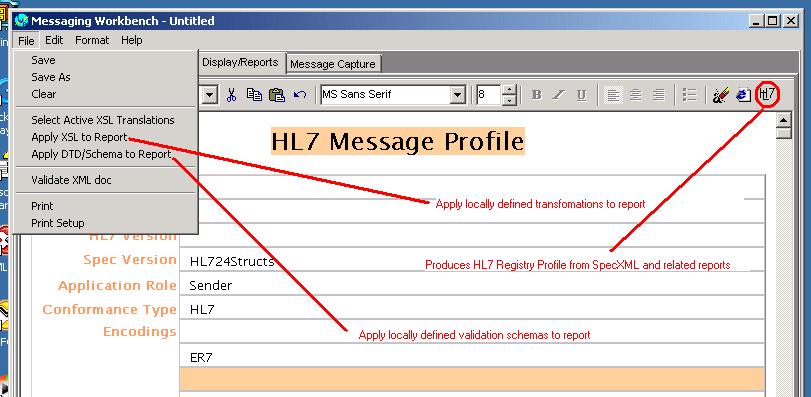 Messaging Workbench - Untitled
File Edit Format Help
Save
Save As
Clear
Select Active XSL Translations
Apply XSL to Report
Apply DTD/Schema to Report
Validate XML doc
Print
Print Setup
Display/Reports Message Capture
MS Sans Serif 8 B I U HL7
HL7 Message Profile
Apply locally defined transfomations to report
HL7 Version
Spec Version HL724Structs
Produces HL7 Registry Profile from SpecXML and related reports
Application Role Sender
Conformance Type HL7
Encodings
Apply locally defined validation schemas to report
ER7